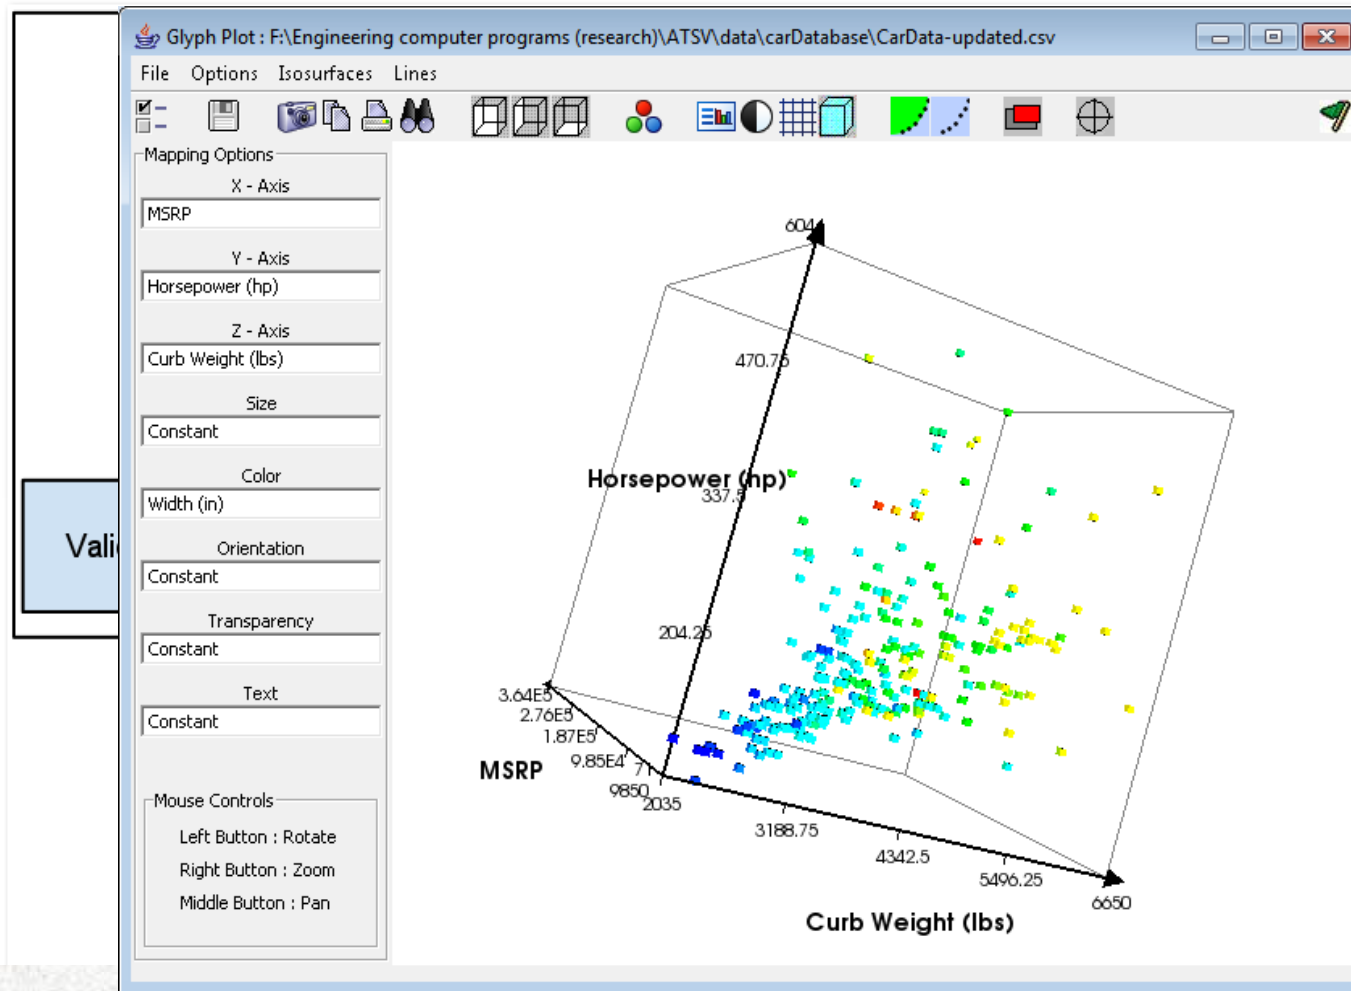 Glyph Plot : F:\Engineering computer programs (research)\ATSV\data\carDatabase\CarData-updated.csv
File Options Isosurfaces Lines
Mapping Options
X - Axis
MSRP
Y - Axis
Horsepower (hp)
Z - Axis
Curb Weight (lbs)
Size
Constant
Color
Width (in)
Orientation
Constant
Transparency
Constant
Text
Constant
Mouse Controls
Left Button : Rotate
Right Button : Zoom
Middle Button : Pan
Vali
604
470.75
Horsepower (hp)
337.5
204.25
3.64E5
2.76E5
1.87E5
9.85E4
MSRP
7
9850
2035
3188.75
4342.5
5496.25
6650
Curb Weight (lbs)